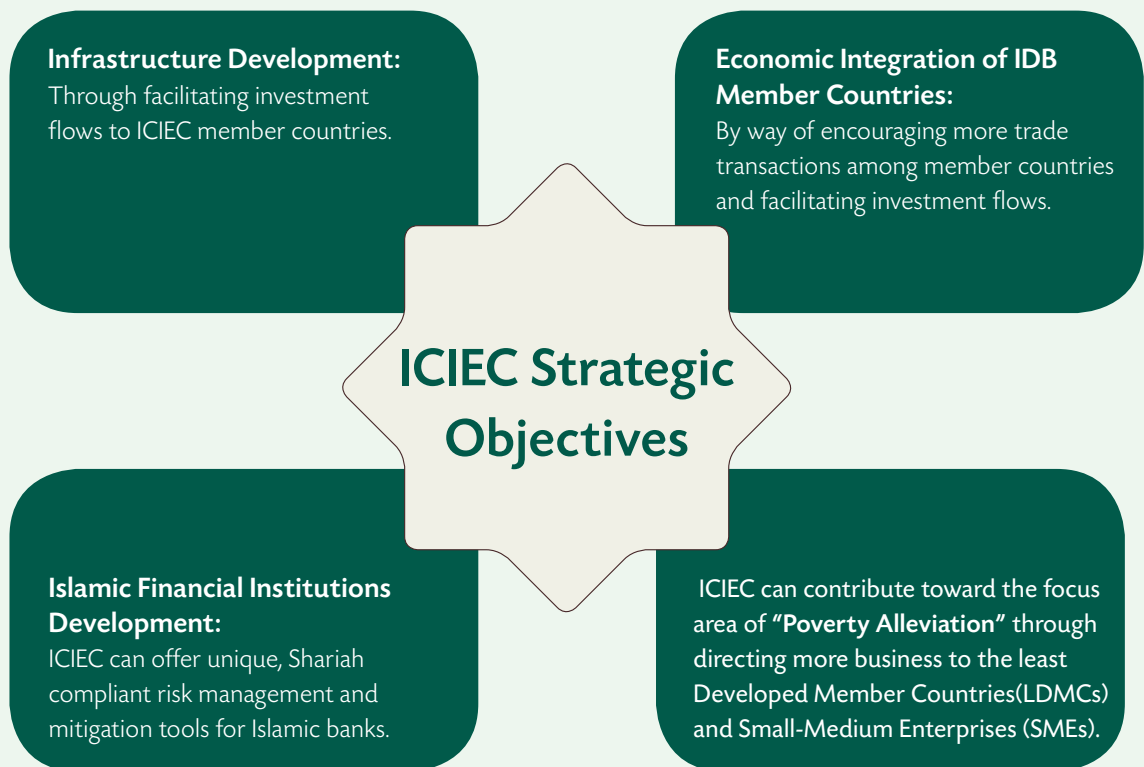 Infrastructure Development:
Through facilitating investment
flows to ICIEC member countries.
Economic Integration of IDB
Member Countries:
By way of encouraging more trade
transactions among member countries
and facilitating investment flows.
ICIEC Strategic
Objectives
Islamic Financial Institutions
Development:
ICIEC can offer unique, Shariah
compliant risk management and
mitigation tools for Islamic banks.
ICIEC can contribute toward the focus
area of “Poverty Alleviation” through
directing more business to the least
Developed Member Countries(LDMCs)
and Small-Medium Enterprises (SMEs).